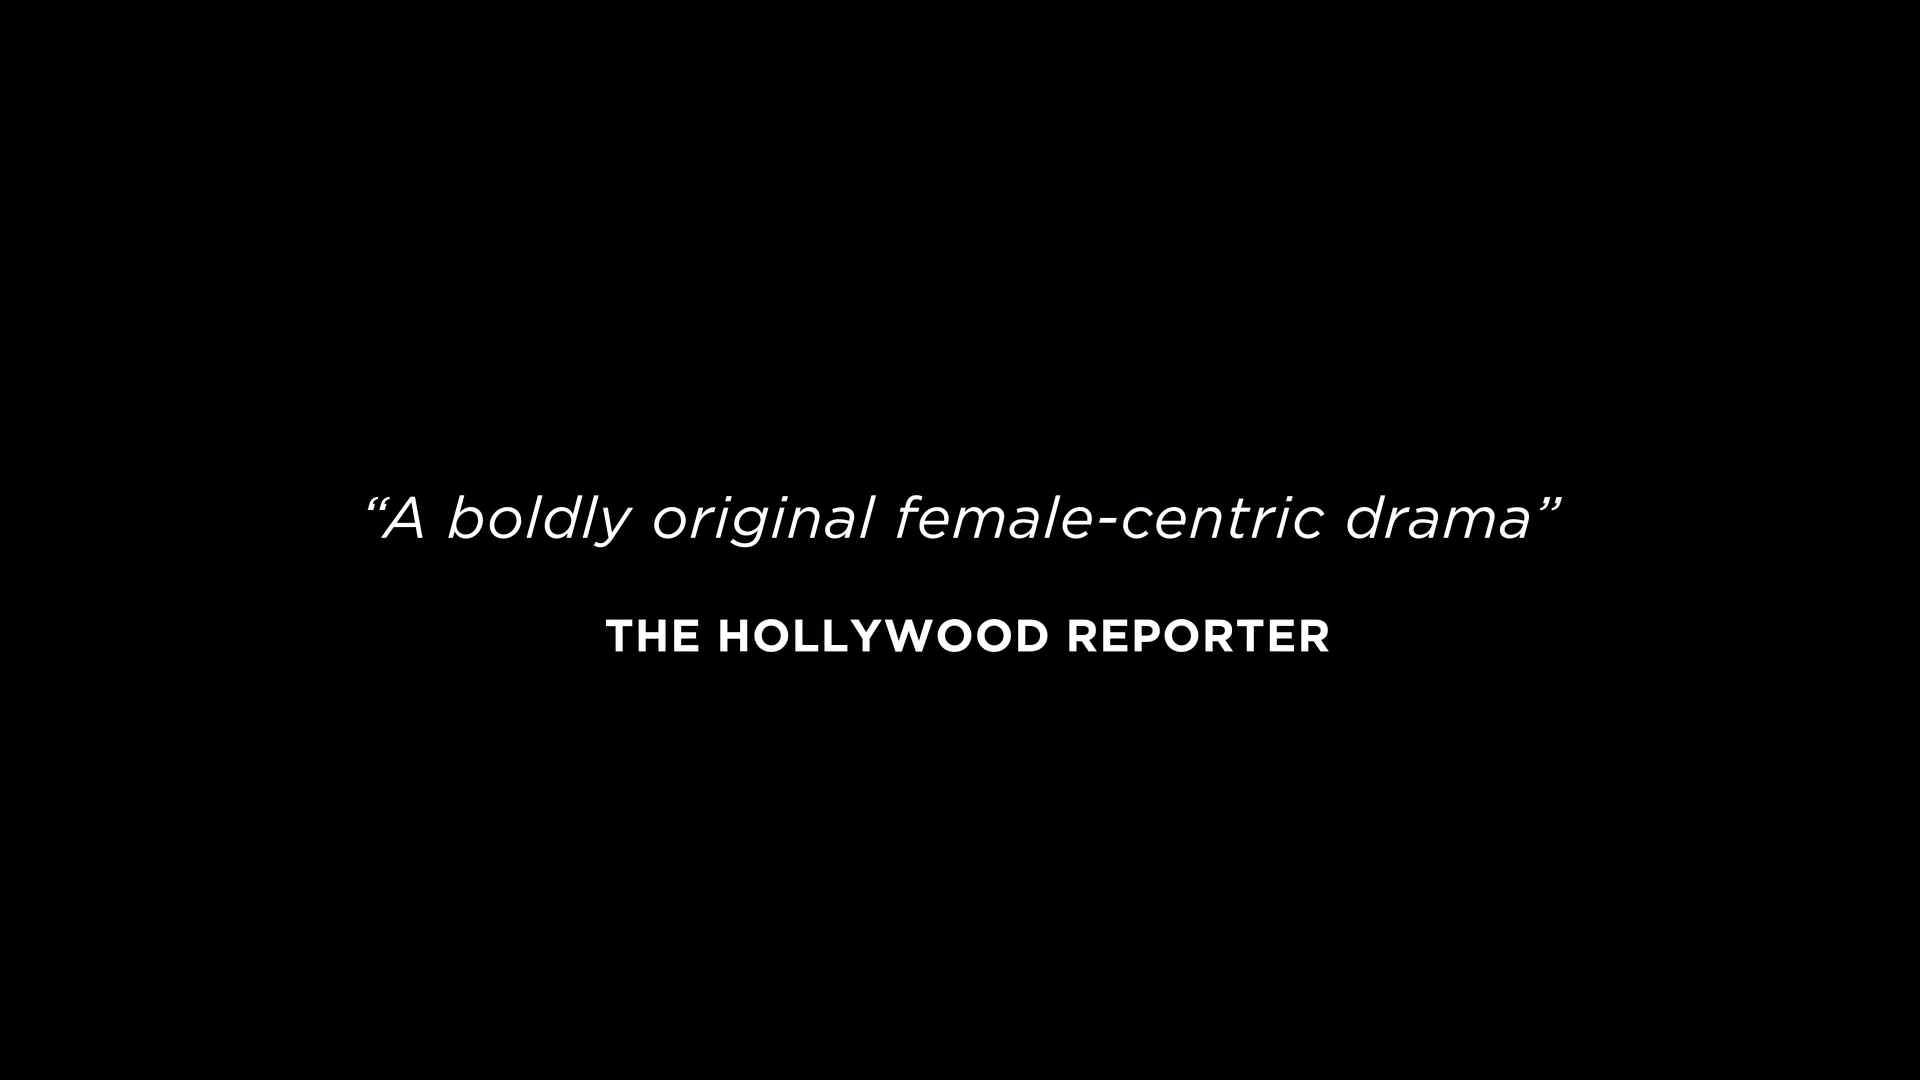 “A boldly original female-centric drama”
THE HOLLYWOOD REPORTER